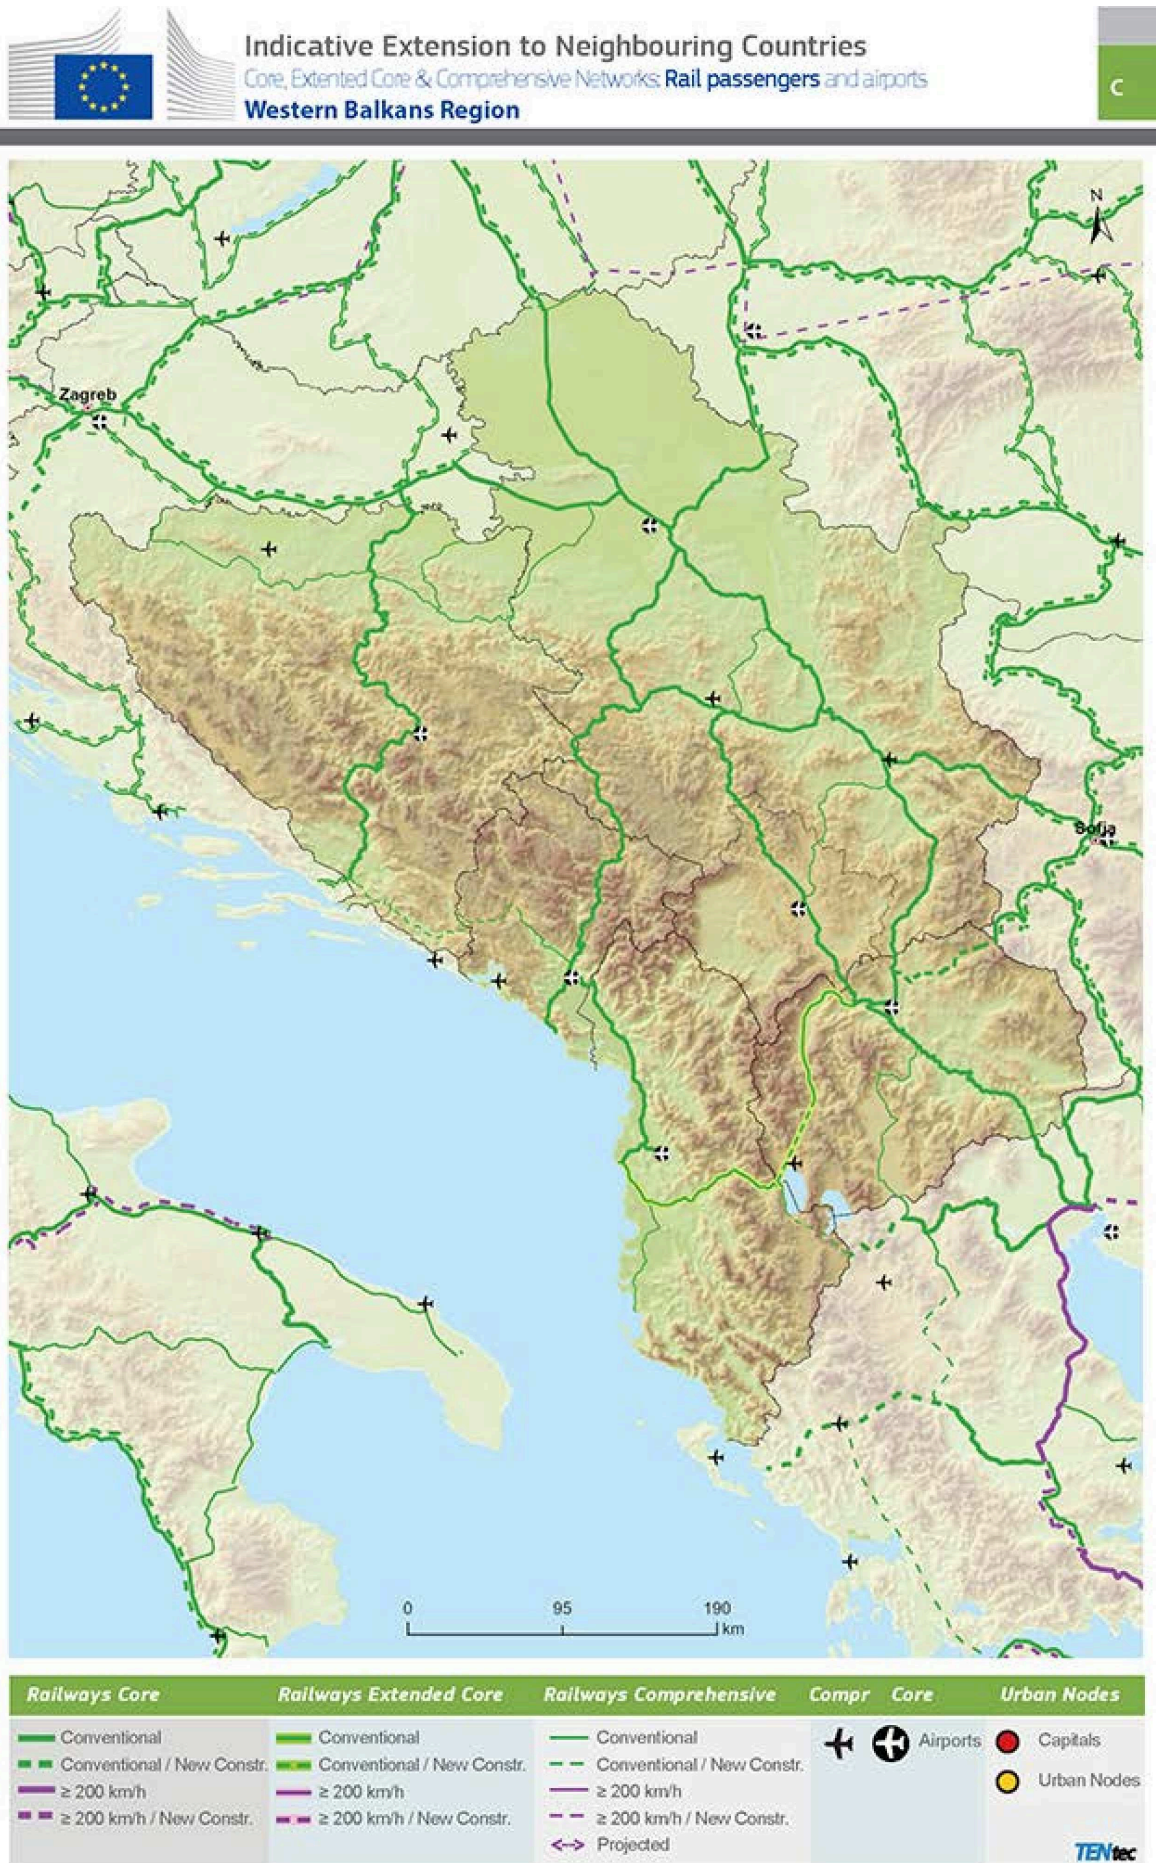 Indicative Extension to Neighbouring Countries
Core, Extented Core & Comprehensive Networks: Rail passengers and airports
Western Balkans Region
C
N
Zagreb
Sofia
0 95 190
km
Railways Core Railways Extended Core Railways Comprehensive Compr Core Urban Nodes
Conventional Conventional Conventional Airports Capitals
Conventional / New Constr. Conventional / New Constr. Conventional / New Constr. Urban Nodes
≥ 200 km/h ≥ 200 km/h ≥ 200 km/h
≥ 200 km/h / New Constr. ≥ 200 km/h / New Constr. ≥ 200 km/h / New Constr.
Projected
TENtec